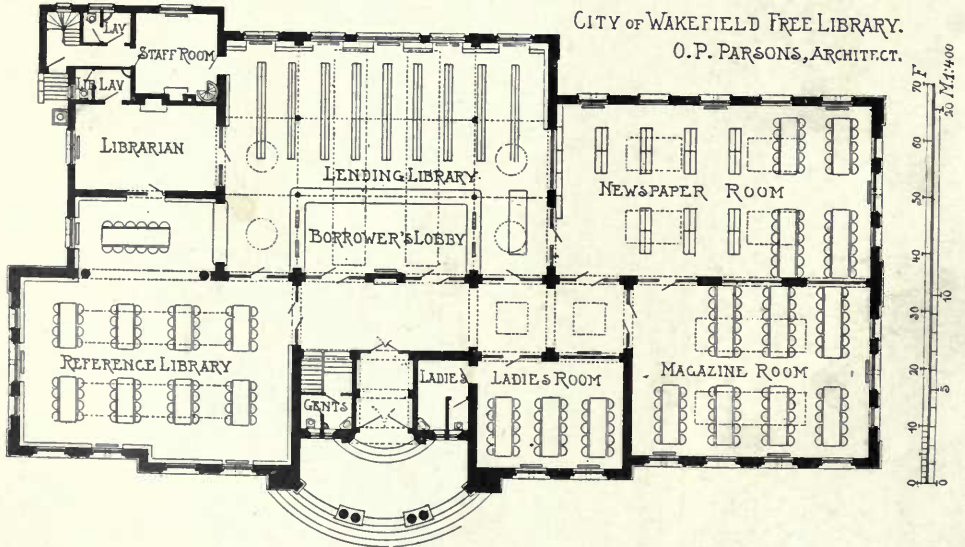 CITY OF WAKEFIELD FREE LIBRARY.
O.P. PARSONS, ARCHITECT.
LAV
STAFF ROOM
LIB LAV
LIBRARIAN
LENDING LIBRARY.
BORROWER'S LOBBY
NEWSPAPER ROOM
REFERENCE LIBRARY
GENTS
LADIES
LADIES ROOM
MAGAZINE ROOM
70 F
60
50
40
30
20
10
0
20 M.1:400
10
5
0